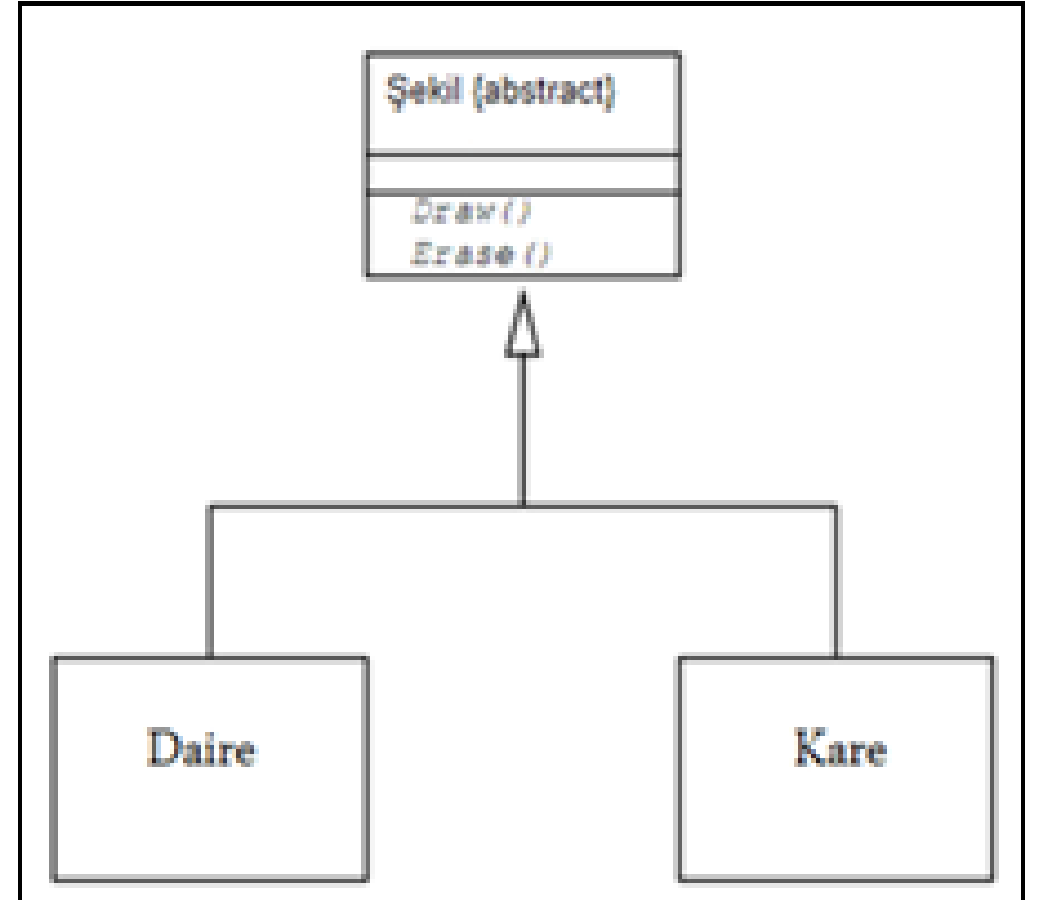 Şekil {abstract}
Draw()
Erase()
Daire
Kare